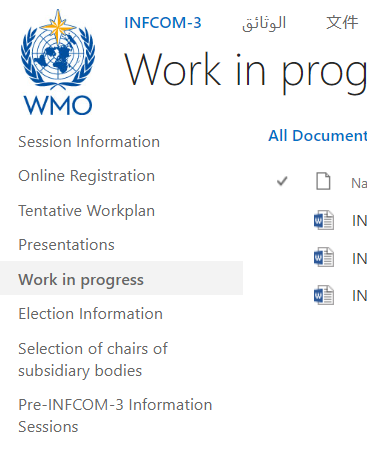 INFCOM-3 الوثائق 文件
WMO
Work in prog
All Document
Session Information
Online Registration
Tentative Workplan
Presentations
Work in progress
Election Information
Selection of chairs of
subsidiary bodies
Pre-INFCOM-3 Information
Sessions
Na
IN
IN
IN